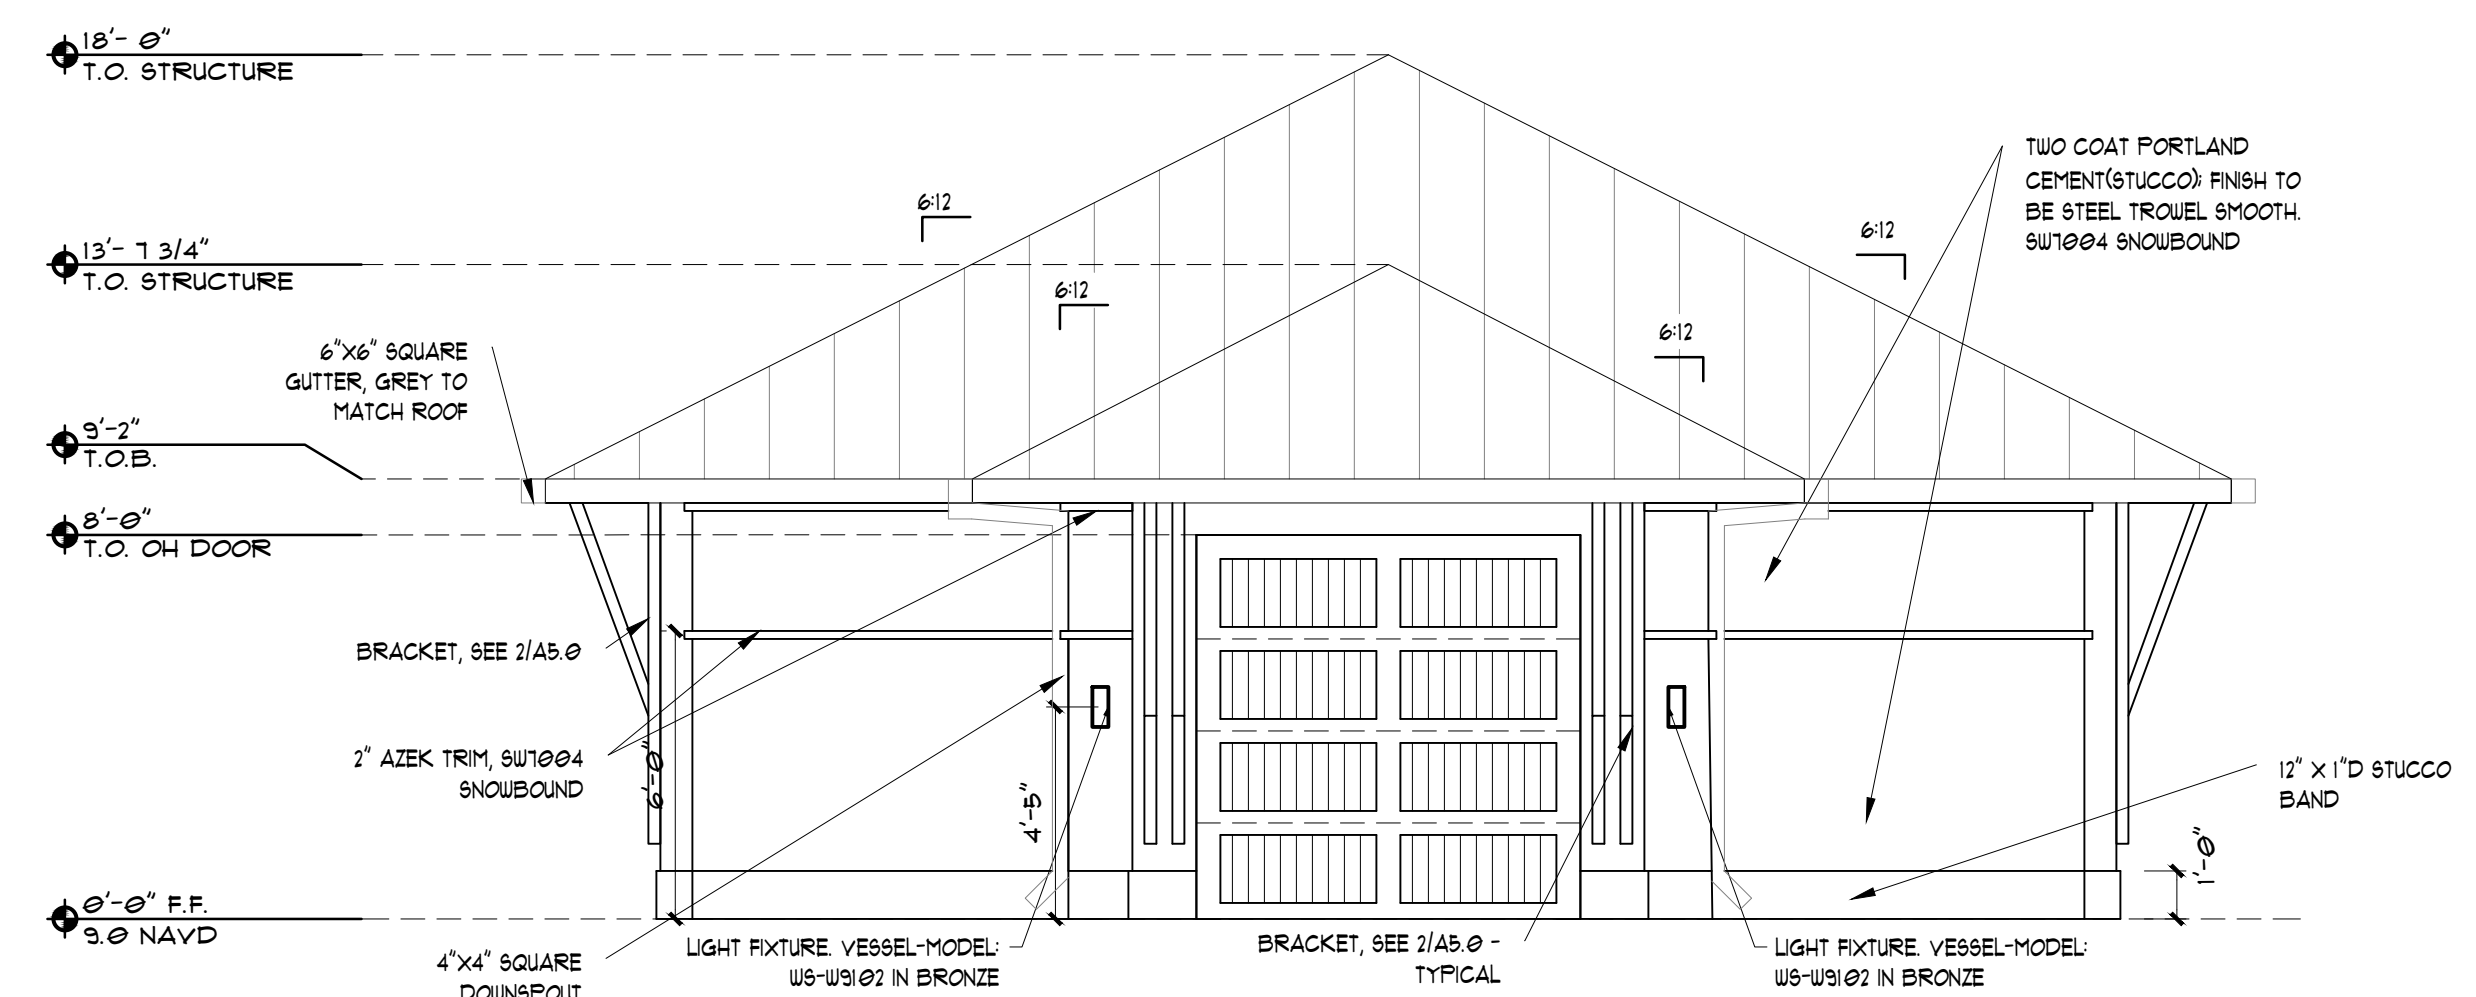 18'- 0"
T.O. STRUCTURE
13'- 7 3/4"
T.O. STRUCTURE
9'-2"
T.O.B.
8'-0"
T.O. OH DOOR
0'-0" F.F.
9.0 NAVD
6"X6" SQUARE
GUTTER, GREY TO
MATCH ROOF
BRACKET, SEE 2/A5.0
2" AZEK TRIM, SW7004
SNOWBOUND
4"X4" SQUARE
DOWNSPOUT
6:12
6:12
6:12
6:12
6'-0"
4'-5"
LIGHT FIXTURE. VESSEL-MODEL:
WS-W9102 IN BRONZE
BRACKET, SEE 2/A5.0 -
TYPICAL
LIGHT FIXTURE. VESSEL-MODEL:
WS-W9102 IN BRONZE
TWO COAT PORTLAND
CEMENT(STUCCO); FINISH TO
BE STEEL TROWEL SMOOTH.
SW7004 SNOWBOUND
12" X 1"D STUCCO
BAND
1'-0"